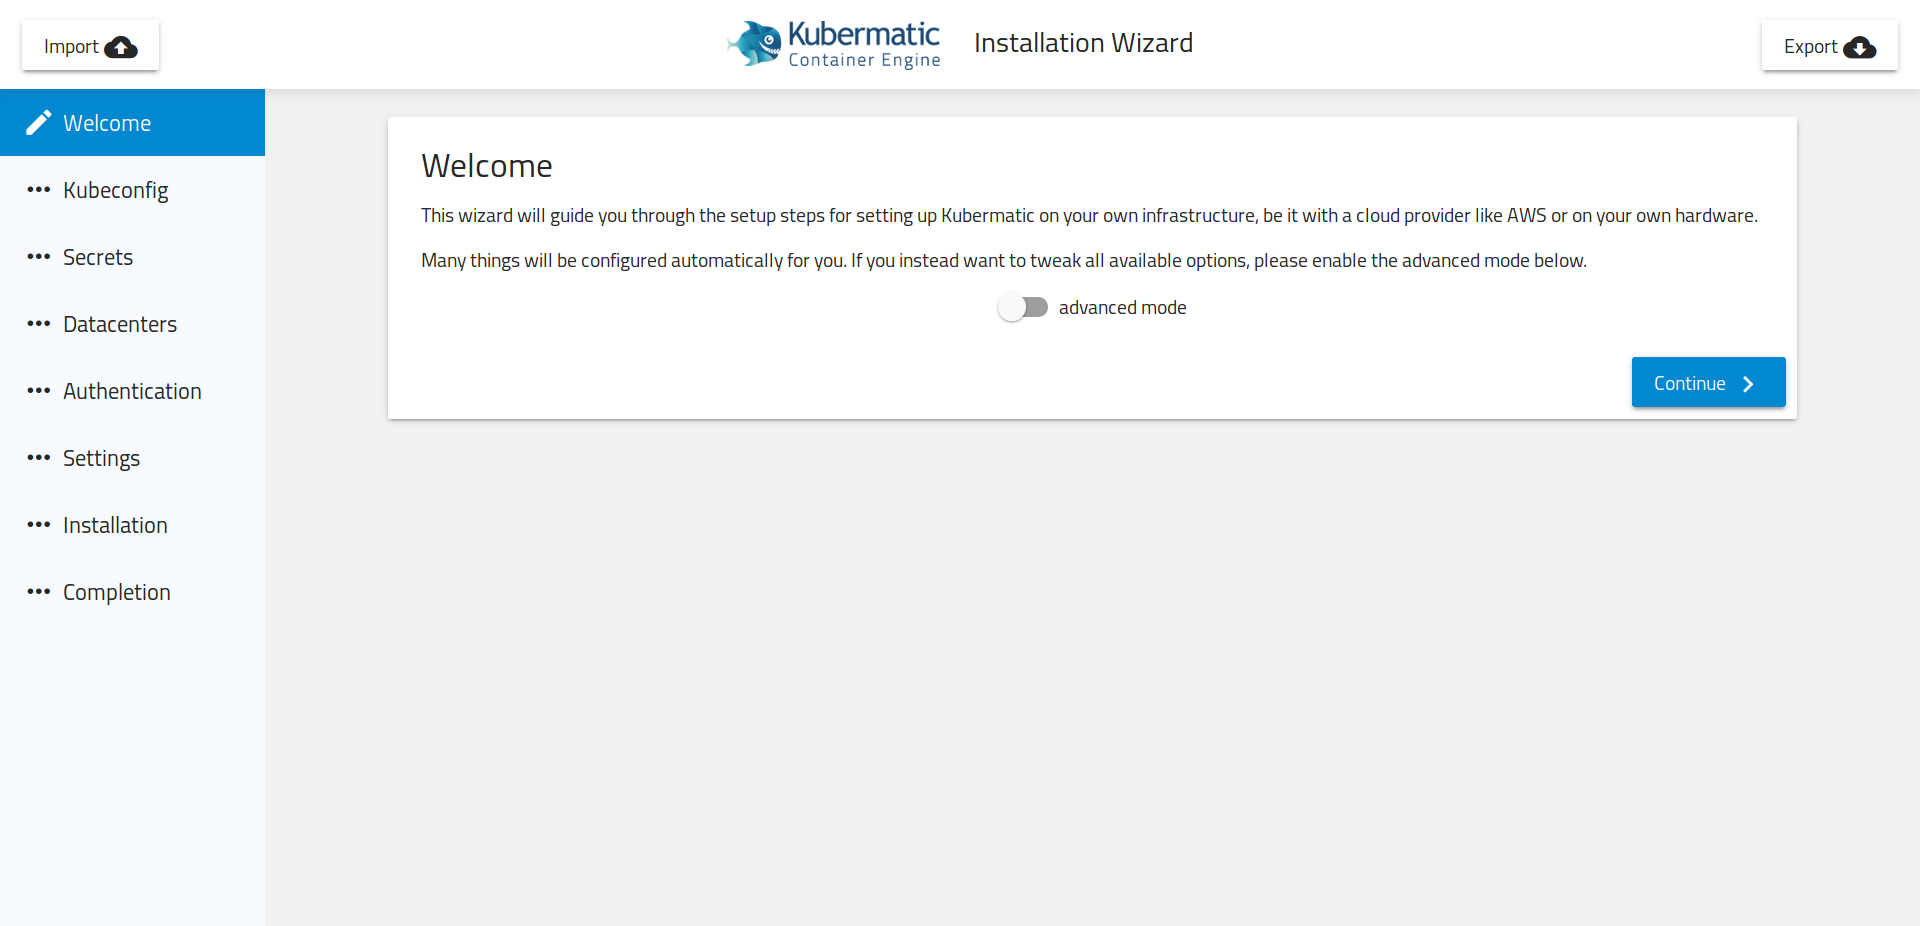 Import
Kubermatic
Container Engine
Installation Wizard
Export
Welcome
Kubeconfig
Secrets
Datacenters
Authentication
Settings
Installation
Completion
Welcome
This wizard will guide you through the setup steps for setting up Kubermatic on your own infrastructure, be it with a cloud provider like AWS or on your own hardware.
Many things will be configured automatically for you. If you instead want to tweak all available options, please enable the advanced mode below.
advanced mode
Continue